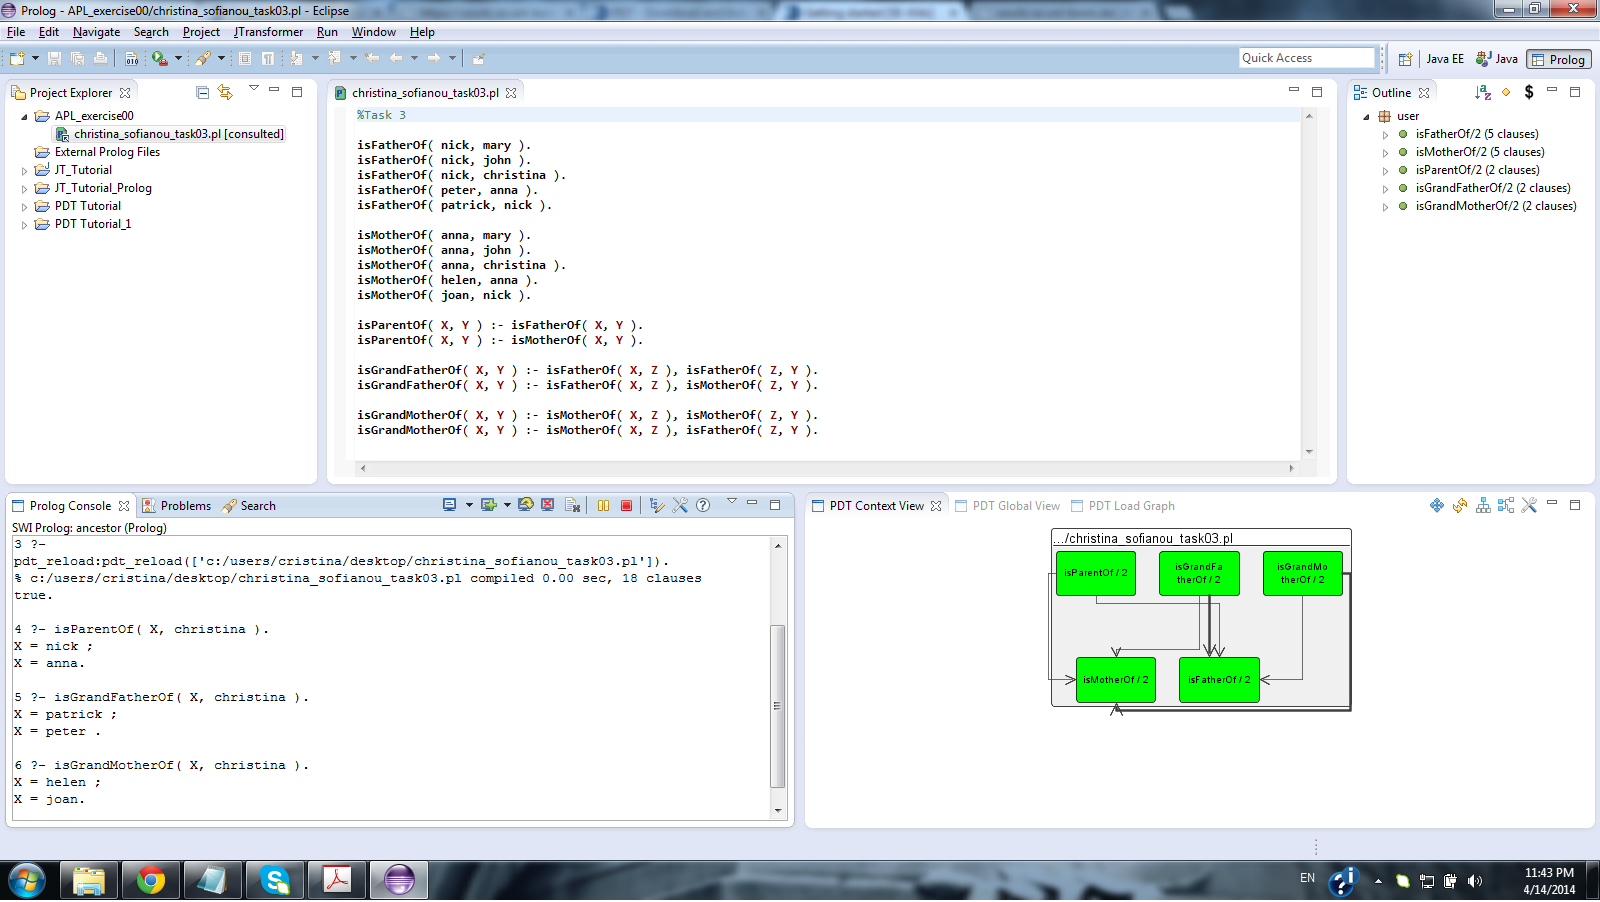 Prolog - APL_exercise00/christina_sofianou_task03.pl - Eclipse
File Edit Navigate Search Project JTransformer Run Window Help
Quick Access
Java EE Java Prolog
Project Explorer
APL_exercise00
christina_sofianou_task03.pl [consulted]
External Prolog Files
JT_Tutorial
JT_Tutorial_Prolog
PDT Tutorial
PDT Tutorial_1
christina_sofianou_task03.pl
%Task 3
isFatherOf( nick, mary ).
isFatherOf( nick, john ).
isFatherOf( nick, christina ).
isFatherOf( peter, anna ).
isFatherOf( patrick, nick ).
isMotherOf( anna, mary ).
isMotherOf( anna, john ).
isMotherOf( anna, christina ).
isMotherOf( helen, anna ).
isMotherOf( joan, nick ).
isParentOf( X, Y ) :- isFatherOf( X, Y ).
isParentOf( X, Y ) :- isMotherOf( X, Y ).
isGrandFatherOf( X, Y ) :- isFatherOf( X, Z ), isFatherOf( Z, Y ).
isGrandFatherOf( X, Y ) :- isFatherOf( X, Z ), isMotherOf( Z, Y ).
isGrandMotherOf( X, Y ) :- isMotherOf( X, Z ), isMotherOf( Z, Y ).
isGrandMotherOf( X, Y ) :- isMotherOf( X, Z ), isFatherOf( Z, Y ).
Outline
user
isFatherOf/2 (5 clauses)
isMotherOf/2 (5 clauses)
isParentOf/2 (2 clauses)
isGrandFatherOf/2 (2 clauses)
isGrandMotherOf/2 (2 clauses)
Prolog Console Problems Search
SWI Prolog: ancestor (Prolog)
3 ?-
pdt_reload:pdt_reload(['c:/users/cristina/desktop/christina_sofianou_task03.pl']).
% c:/users/cristina/desktop/christina_sofianou_task03.pl compiled 0.00 sec, 18 clauses
true.
4 ?- isParentOf( X, christina ).
X = nick ;
X = anna.
5 ?- isGrandFatherOf( X, christina ).
X = patrick ;
X = peter .
6 ?- isGrandMotherOf( X, christina ).
X = helen ;
X = joan.
PDT Context View PDT Global View PDT Load Graph
.../christina_sofianou_task03.pl
isParentOf / 2
isGrandFa
therOf / 2
isGrandMo
therOf / 2
isMotherOf / 2
isFatherOf / 2
EN
11:43 PM
4/14/2014